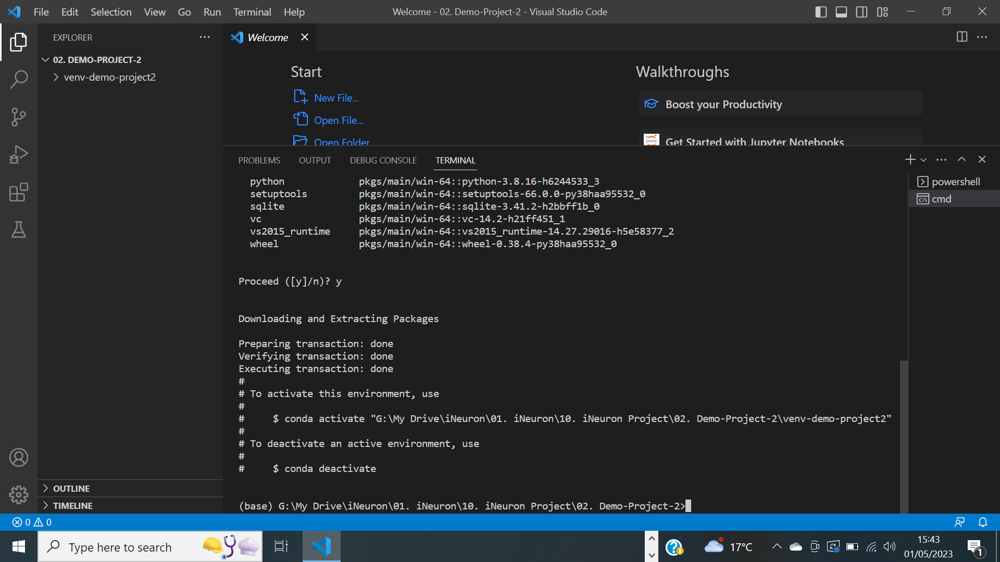 File Edit Selection View Go Run Terminal Help
Welcome - 02. Demo-Project-2 - Visual Studio Code
EXPLORER
02. DEMO-PROJECT-2
venv-demo-project2
OUTLINE
TIMELINE
Welcome
Start
New File...
Open File...
Open Folder
Walkthroughs
Boost your Productivity
jupyter
Get Started with Jupyter Notebooks
PROBLEMS OUTPUT DEBUG CONSOLE TERMINAL
python pkgs/main/win-64::python-3.8.16-h6244533_3
setuptools pkgs/main/win-64::setuptools-66.0.0-py38haa95532_0
sqlite pkgs/main/win-64::sqlite-3.41.2-h2bbff1b_0
vc pkgs/main/win-64::vc-14.2-h21ff451_1
vs2015_runtime pkgs/main/win-64::vs2015_runtime-14.27.29016-h5e58377_2
wheel pkgs/main/win-64::wheel-0.38.4-py38haa95532_0
Proceed ([y]/n)? y
Downloading and Extracting Packages
Preparing transaction: done
Verifying transaction: done
Executing transaction: done
#
# To activate this environment, use
#
# $ conda activate "G:\My Drive\iNeuron\01. iNeuron\10. iNeuron Project\02. Demo-Project-2\venv-demo-project2"
#
# To deactivate an active environment, use
#
# $ conda deactivate
(base) G:\My Drive\iNeuron\01. iNeuron\10. iNeuron Project\02. Demo-Project-2>
powershell
cmd
0 0
Type here to search
17°C
15:43
01/05/2023
1